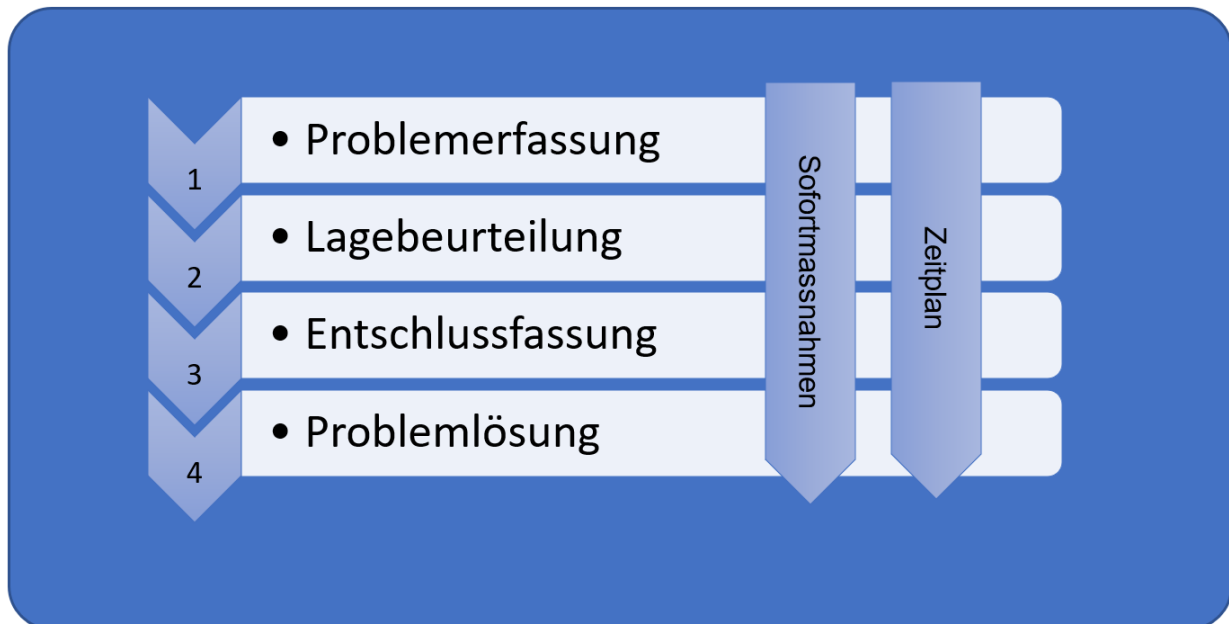 1
• Problemerfassung
2
• Lagebeurteilung
3
• Entschlussfassung
4
• Problemlösung
Sofortmassnahmen
Zeitplan